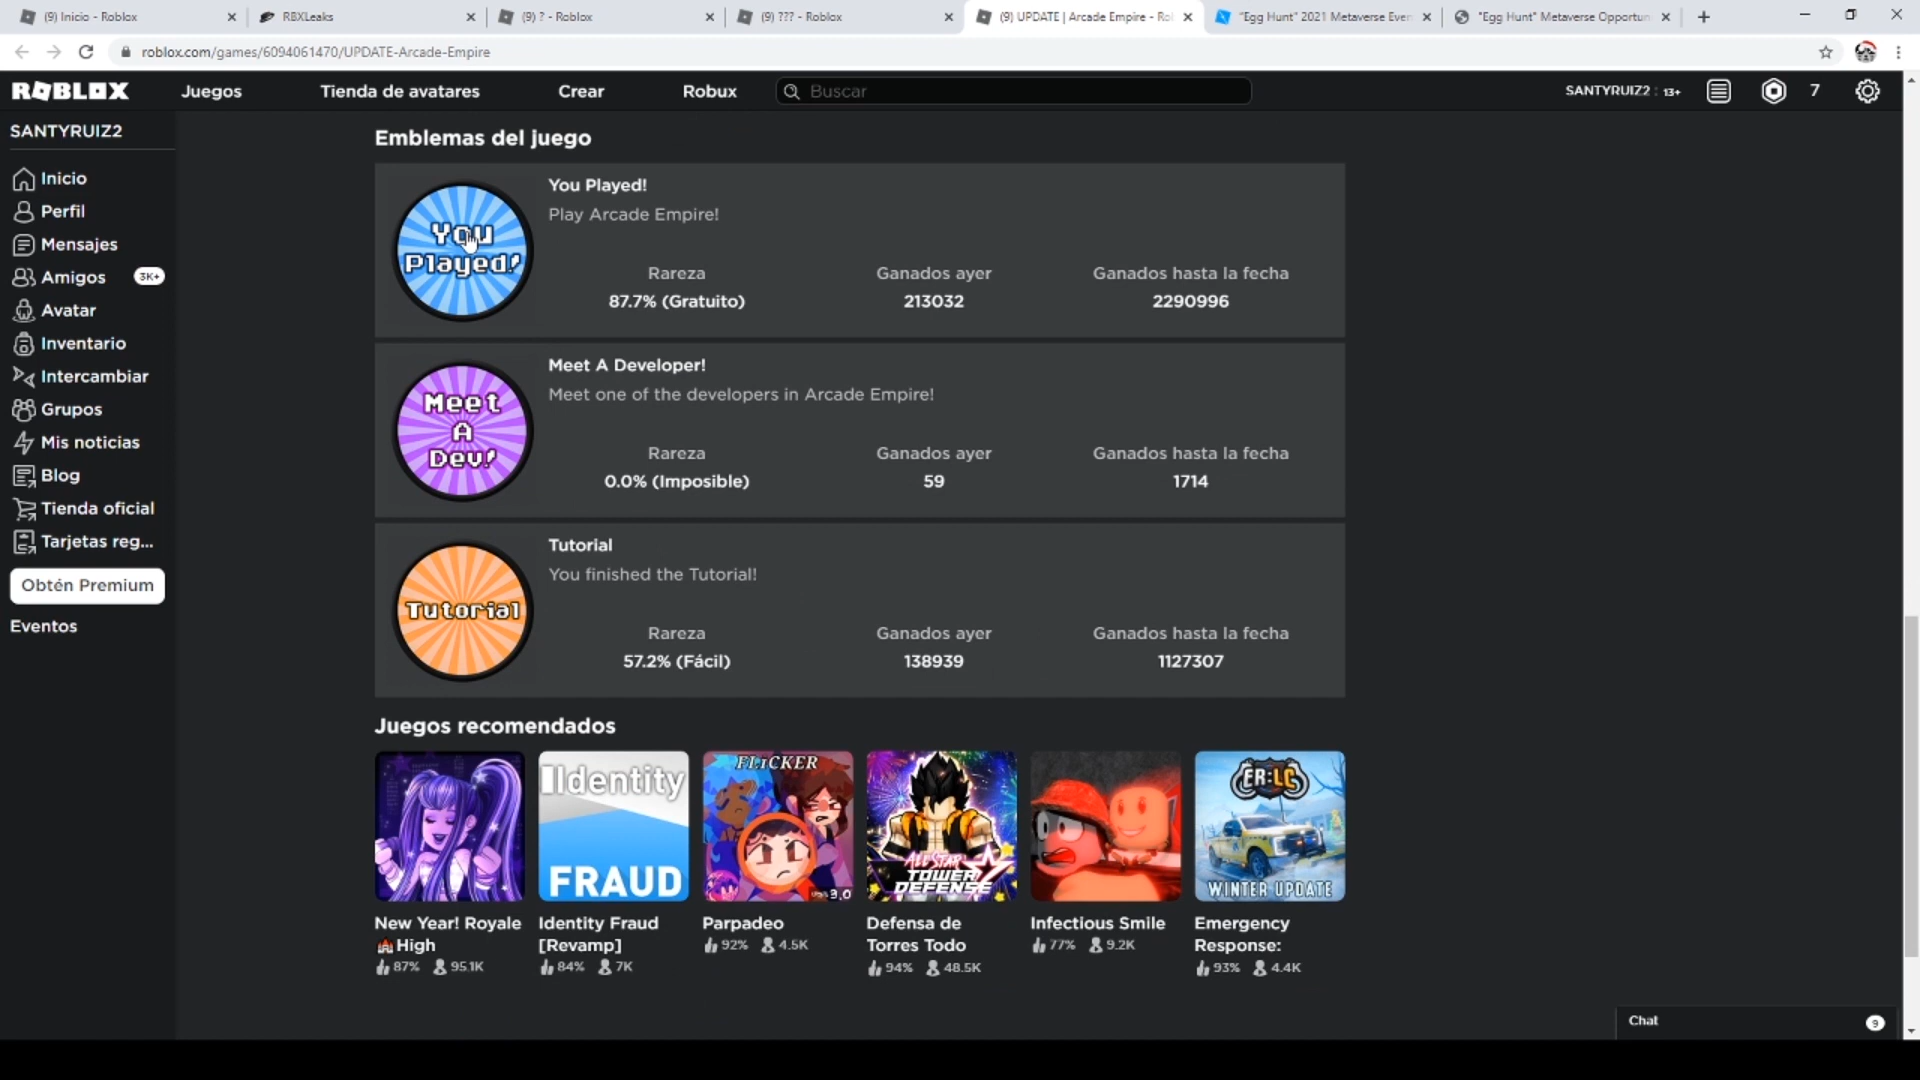 (9) Inicio - Roblox
RBXLeaks
(9) ? - Roblox
(9) ??? - Roblox
(9) UPDATE | Arcade Empire - Ro
"Egg Hunt" 2021 Metaverse Even
"Egg Hunt" Metaverse Opportun
roblox.com/games/6094061470/UPDATE-Arcade-Empire
ROBLOX
Juegos
Tienda de avatares
Crear
Robux
Buscar
SANTYRUIZ2 : 13+
7
SANTYRUIZ2
Inicio
Perfil
Mensajes
Amigos
3K+
Avatar
Inventario
Intercambiar
Grupos
Mis noticias
Blog
Tienda oficial
Tarjetas reg...
Obtén Premium
Eventos
Emblemas del juego
You
Played!
You Played!
Play Arcade Empire!
Rareza
Ganados ayer
Ganados hasta la fecha
87.7% (Gratuito)
213032
2290996
Meet
A
Dev!
Meet A Developer!
Meet one of the developers in Arcade Empire!
Rareza
Ganados ayer
Ganados hasta la fecha
0.0% (Imposible)
59
1714
Tutorial
Tutorial
You finished the Tutorial!
Rareza
Ganados ayer
Ganados hasta la fecha
57.2% (Fácil)
138939
1127307
Juegos recomendados
New Year! Royale
High
87%
95.1K
Identity
FRAUD
Identity Fraud
[Revamp]
84%
7K
FLICKER
3.0
Parpadeo
92%
4.5K
ALL STAR
TOWER
DEFENSE
Defensa de
Torres Todo
94%
48.5K
Infectious Smile
77%
9.2K
ER:LC
WINTER UPDATE
Emergency
Response:
93%
4.4K
Chat
9